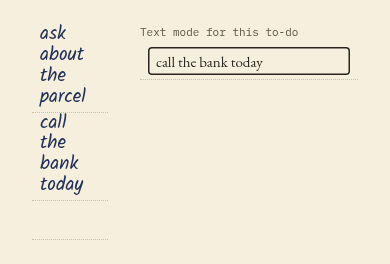 ask
about
the
parcel
call
the
bank
today
Text mode for this to-do
call the bank today